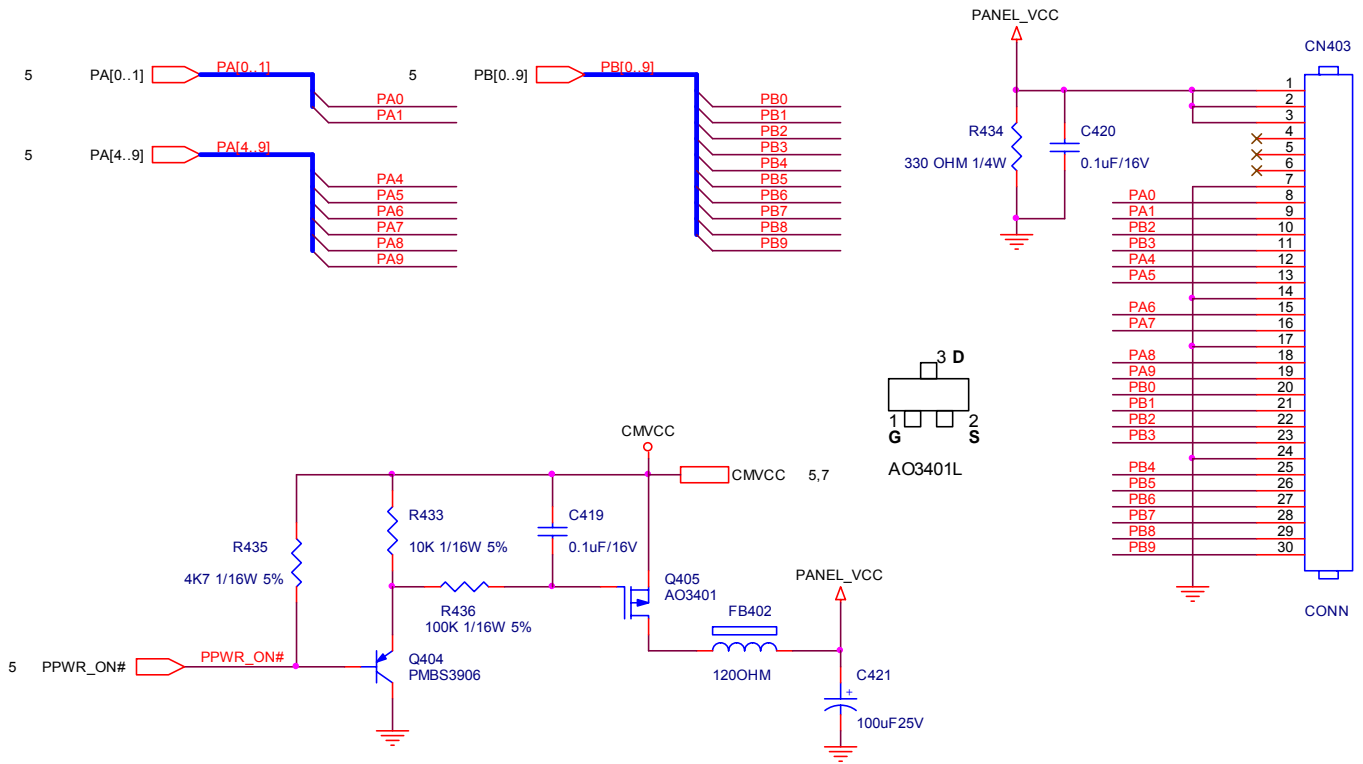 PANEL_VCC
CN403
5 PA[0..1] PA[0..1]
PA0
PA1
5 PA[4..9] PA[4..9]
PA4
PA5
PA6
PA7
PA8
PA9
5 PB[0..9] PB[0..9]
PB0
PB1
PB2
PB3
PB4
PB5
PB6
PB7
PB8
PB9
R434
330 OHM 1/4W
C420
0.1uF/16V
1
2
3
4
5
6
7
PA0 8
PA1 9
PB2 10
PB3 11
PA4 12
PA5 13
14
PA6 15
PA7 16
17
PA8 18
PA9 19
PB0 20
PB1 21
PB2 22
PB3 23
24
PB4 25
PB5 26
PB6 27
PB7 28
PB8 29
PB9 30
CONN
3 D
1 2
G S
AO3401L
CMVCC
CMVCC 5,7
R435
4K7 1/16W 5%
R433
10K 1/16W 5%
C419
0.1uF/16V
R436
100K 1/16W 5%
Q405
AO3401
FB402
120OHM
PANEL_VCC
C421
+
100uF25V
5 PPWR_ON# PPWR_ON#
Q404
PMBS3906